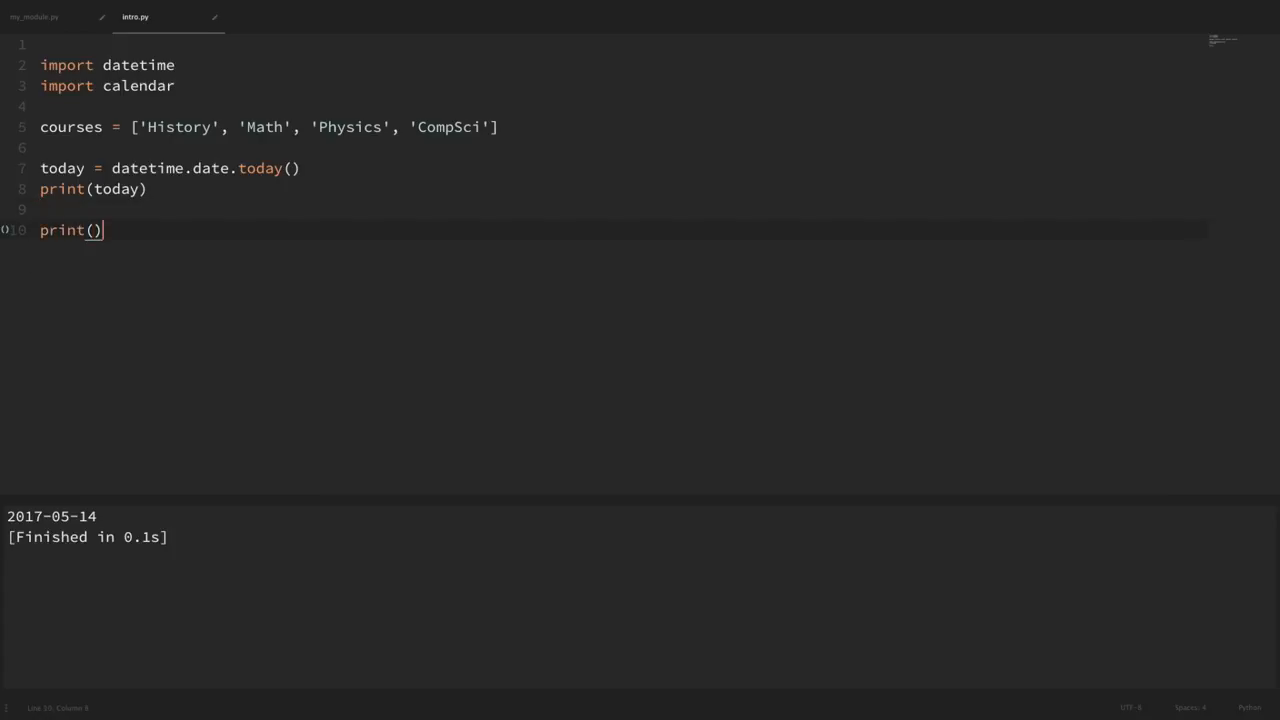 my_module.py
intro.py
1
2 import datetime
3 import calendar
4
5 courses = ['History', 'Math', 'Physics', 'CompSci']
6
7 today = datetime.date.today()
8 print(today)
9
()10 print()
2017-05-14
[Finished in 0.1s]
Line 10, Column 8
UTF-8
Spaces: 4
Python